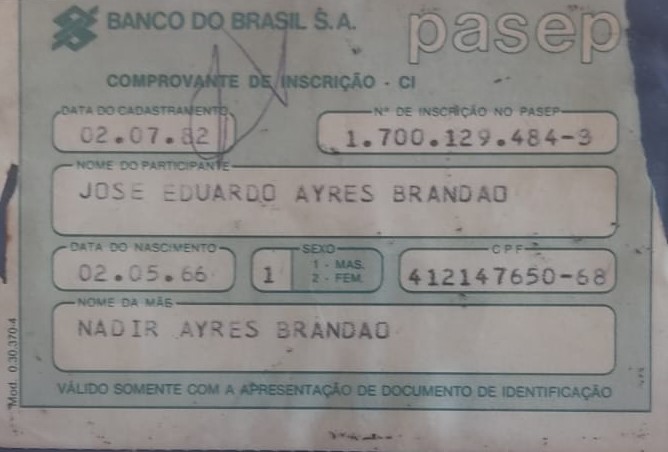 BANCO DO BRASIL S.A. pasep
COMPROVANTE DE INSCRIÇÃO - CI
DATA DO CADASTRAMENTO Nº DE INSCRIÇÃO NO PASEP
02.07.82 1.700.129.484-3
NOME DO PARTICIPANTE
JOSE EDUARDO AYRES BRANDAO
DATA DO NASCIMENTO SEXO CPF
02.05.66 1 1 - MAS. 412147650-68
2 - FEM.
NOME DA MÃE
NADIR AYRES BRANDAO
VÁLIDO SOMENTE COM A APRESENTAÇÃO DE DOCUMENTO DE IDENTIFICAÇÃO
Mod. 0.30.370-4